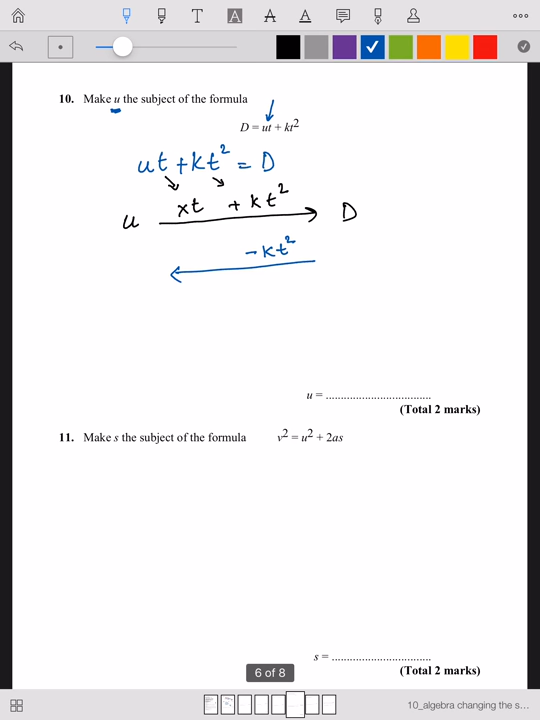 10. Make u the subject of the formula
D = ut + kt²
ut + kt² = D
u ×t + kt² D
- kt²
u = ....................................
(Total 2 marks)
11. Make s the subject of the formula v² = u² + 2as
s = ..................................
6 of 8
(Total 2 marks)
10_algebra changing the s...